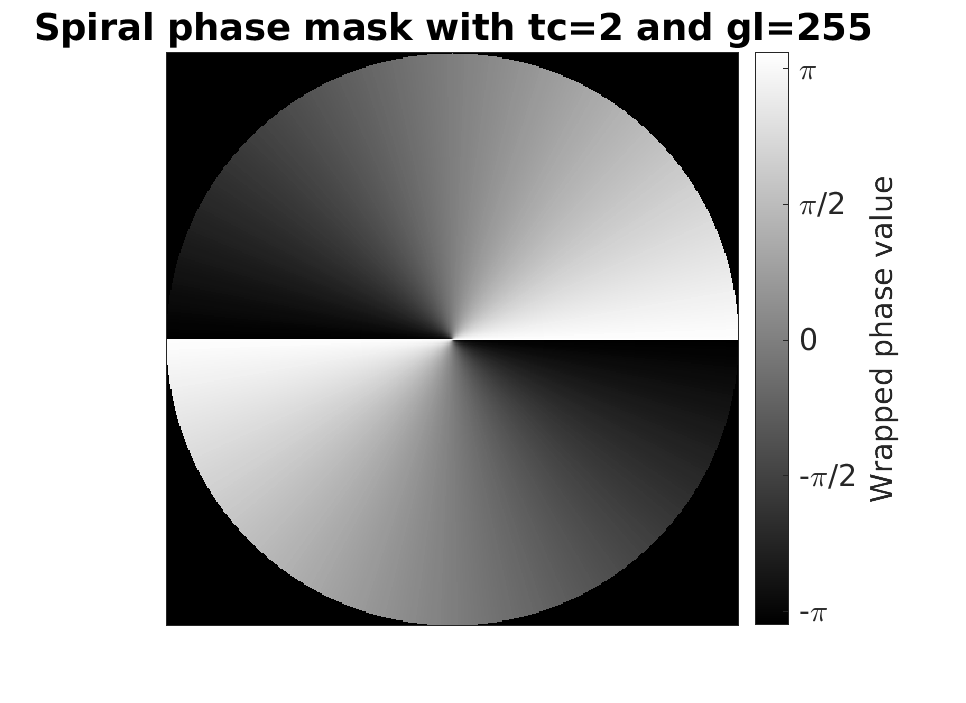 Spiral phase mask with tc=2 and gl=255
π
π/2
0
-π/2
-π
Wrapped phase value